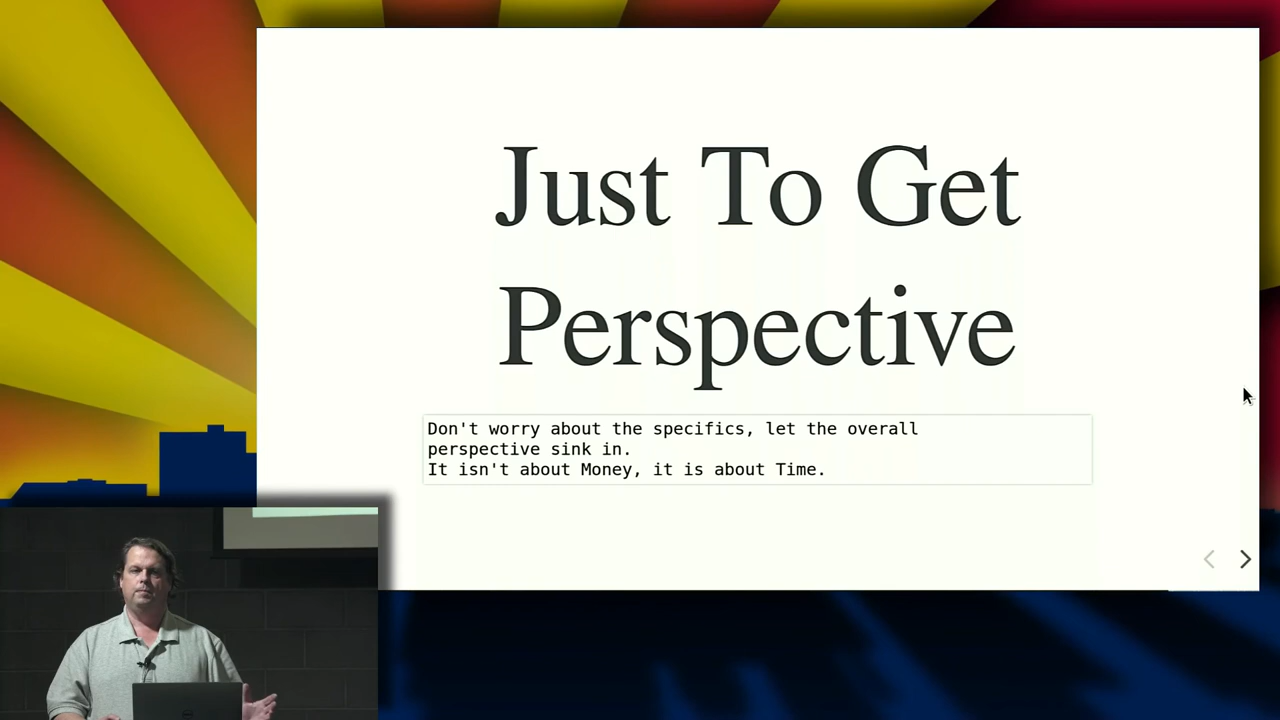 Just To Get
Perspective
Don't worry about the specifics, let the overall
perspective sink in.
It isn't about Money, it is about Time.